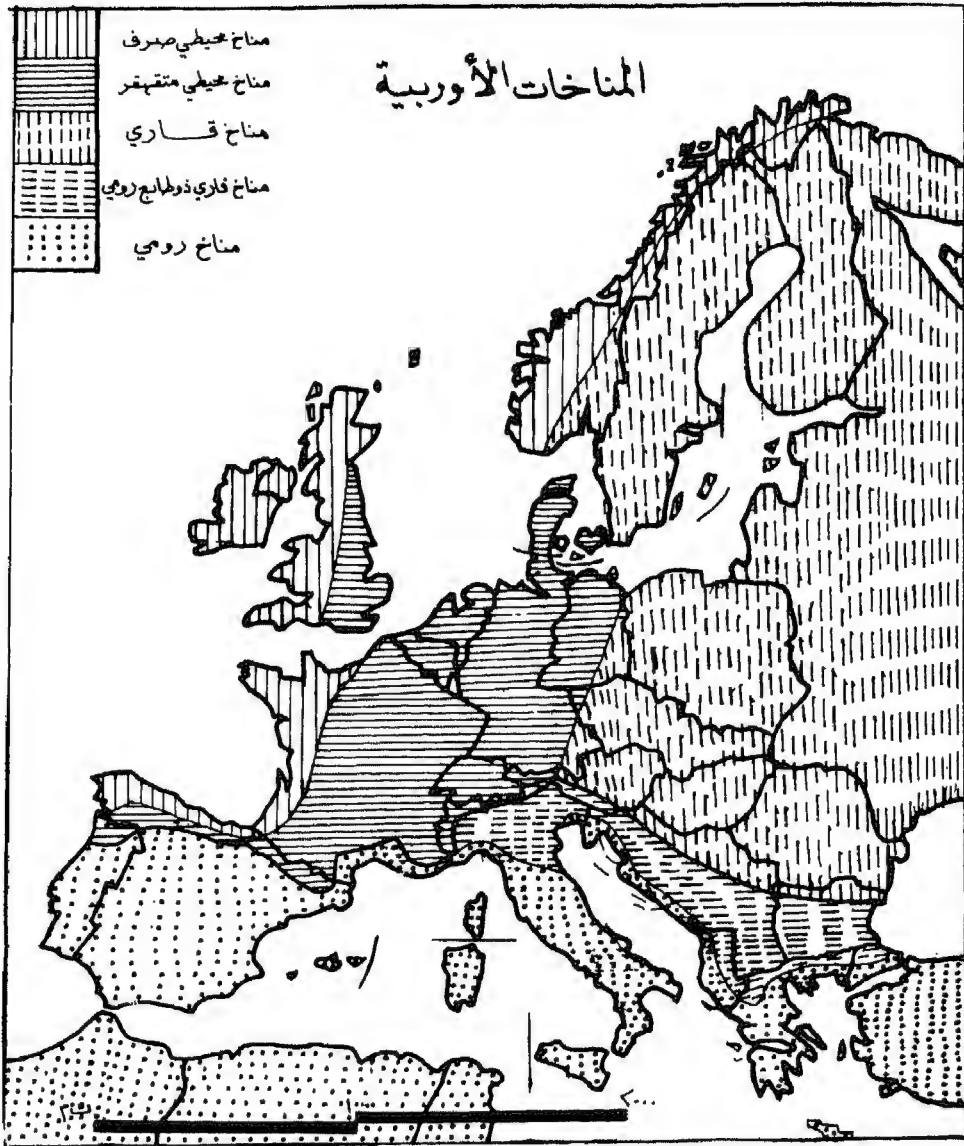 المناخات الأوربية
مناخ محيطي صرف
مناخ محيطي متقهقر
مناخ قاري
مناخ قاري ذو طابع رومي
مناخ رومي